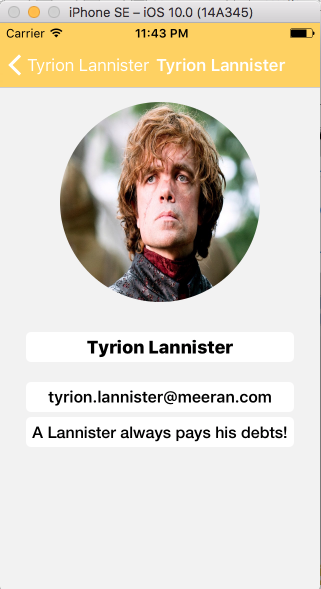 iPhone SE – iOS 10.0 (14A345)
Carrier 11:43 PM
Tyrion Lannister Tyrion Lannister
Tyrion Lannister
tyrion.lannister@meeran.com
A Lannister always pays his debts!